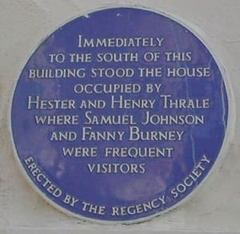 IMMEDIATELY
TO THE SOUTH OF THIS
BUILDING STOOD THE HOUSE
OCCUPIED BY
HESTER AND HENRY THRALE
WHERE SAMUEL JOHNSON
AND FANNY BURNEY
WERE FREQUENT
VISITORS
ERECTED BY THE REGENCY SOCIETY